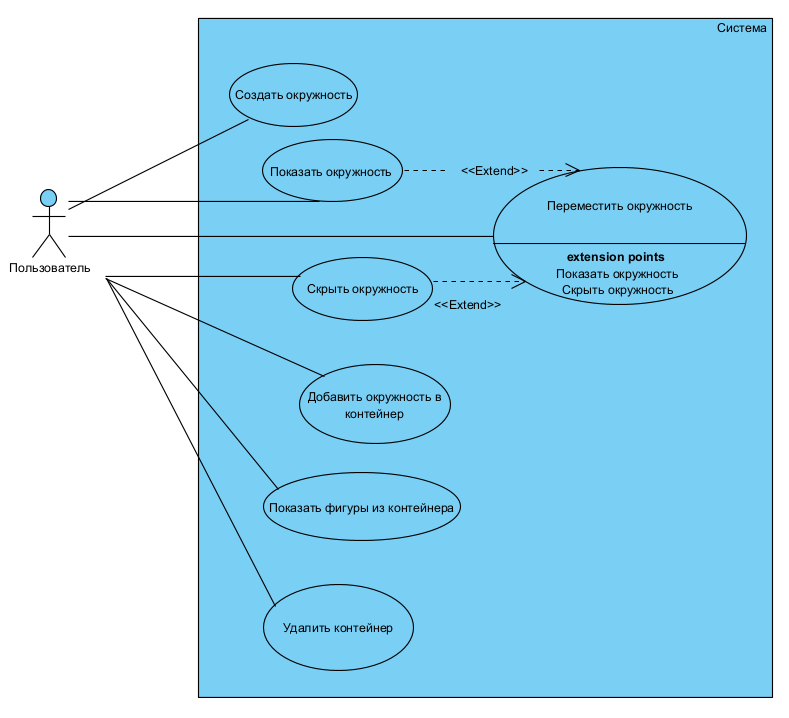 Система
Создать окружность
Показать окружность
<<Extend>>
Переместить окружность
extension points
Показать окружность
Скрыть окружность
Пользователь
Скрыть окружность
<<Extend>>
Добавить окружность в
контейнер
Показать фигуры из контейнера
Удалить контейнер